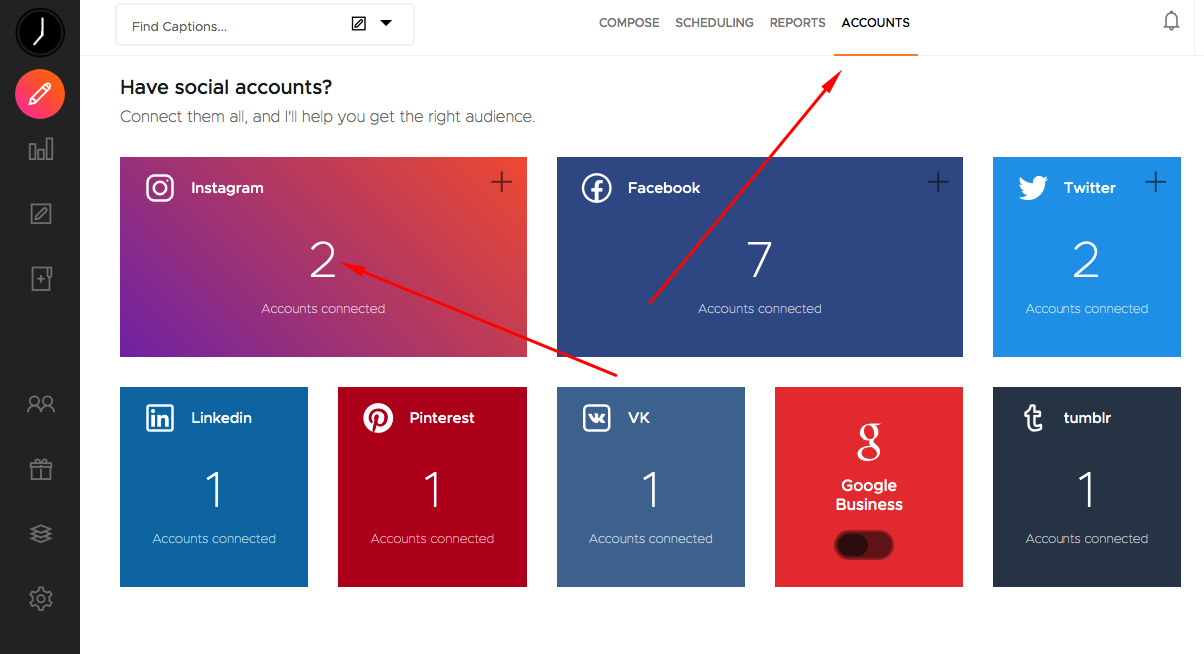 Find Captions...
COMPOSE SCHEDULING REPORTS ACCOUNTS
Have social accounts?
Connect them all, and I'll help you get the right audience.
Instagram
2
Accounts connected
Facebook
7
Accounts connected
Twitter
2
Accounts connected
Linkedin
1
Accounts connected
Pinterest
1
Accounts connected
VK
1
Accounts connected
Google
Business
tumblr
1
Accounts connected